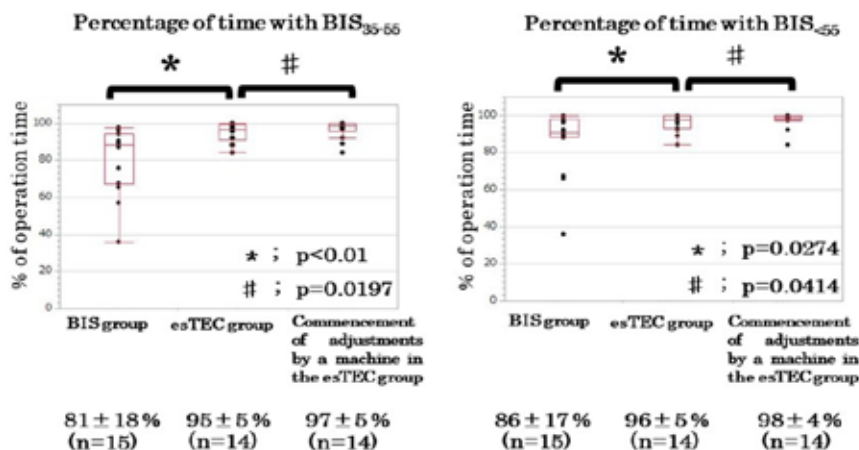 Percentage of time with BIS35-55
* #
% of operation time
100
80
60
40
20
0
* ; p<0.01
# ; p=0.0197
BIS group
esTEC group
Commencement
of adjustments
by a machine in
the esTEC group
81±18%
(n=15)
95±5%
(n=14)
97±5%
(n=14)
Percentage of time with BIS<55
* #
% of operation time
100
80
60
40
20
0
* ; p=0.0274
# ; p=0.0414
BIS group
esTEC group
Commencement
of adjustments
by a machine in
the esTEC group
86±17%
(n=15)
96±5%
(n=14)
98±4%
(n=14)